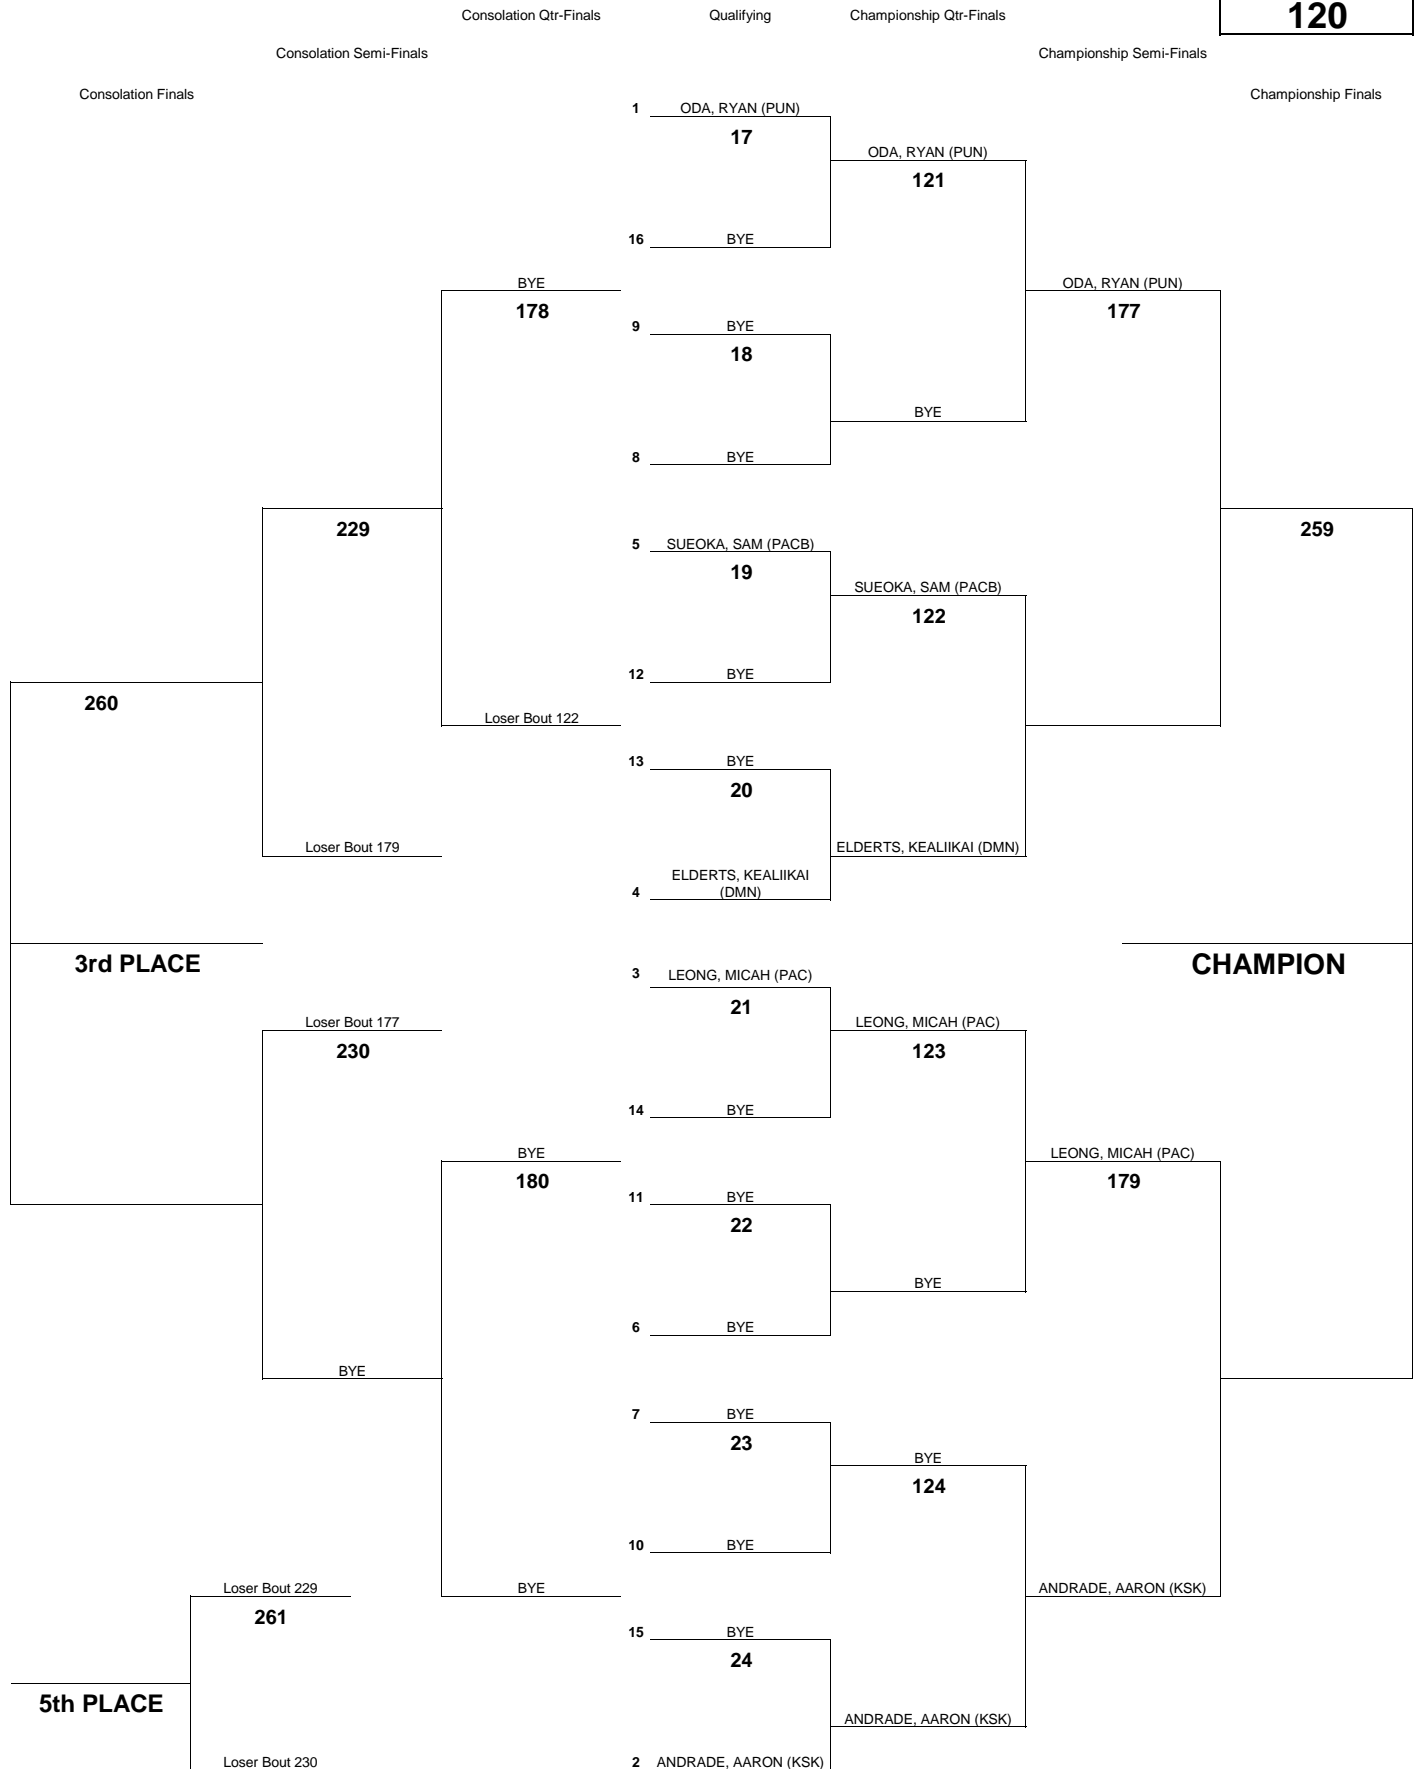 Consolation Qtr-Finals Qualifying Championship Qtr-Finals 120
Consolation Semi-Finals Championship Semi-Finals
Consolation Finals Championship Finals
1 ODA, RYAN (PUN)
17
ODA, RYAN (PUN)
121
16 BYE
BYE ODA, RYAN (PUN)
178 177
9 BYE
18
BYE
8 BYE
229 259
5 SUEOKA, SAM (PACB)
19
SUEOKA, SAM (PACB)
122
12 BYE
260
Loser Bout 122
13 BYE
20
Loser Bout 179 ELDERTS, KEALIIKAI (DMN)
ELDERTS, KEALIIKAI
4 (DMN)
3rd PLACE CHAMPION
3 LEONG, MICAH (PAC)
21
Loser Bout 177 LEONG, MICAH (PAC)
230 123
14 BYE
BYE LEONG, MICAH (PAC)
180 179
11 BYE
22
BYE
6 BYE
BYE
7 BYE
23
BYE
124
10 BYE
Loser Bout 229 BYE ANDRADE, AARON (KSK)
261
15 BYE
24
5th PLACE
ANDRADE, AARON (KSK)
Loser Bout 230 2 ANDRADE, AARON (KSK)